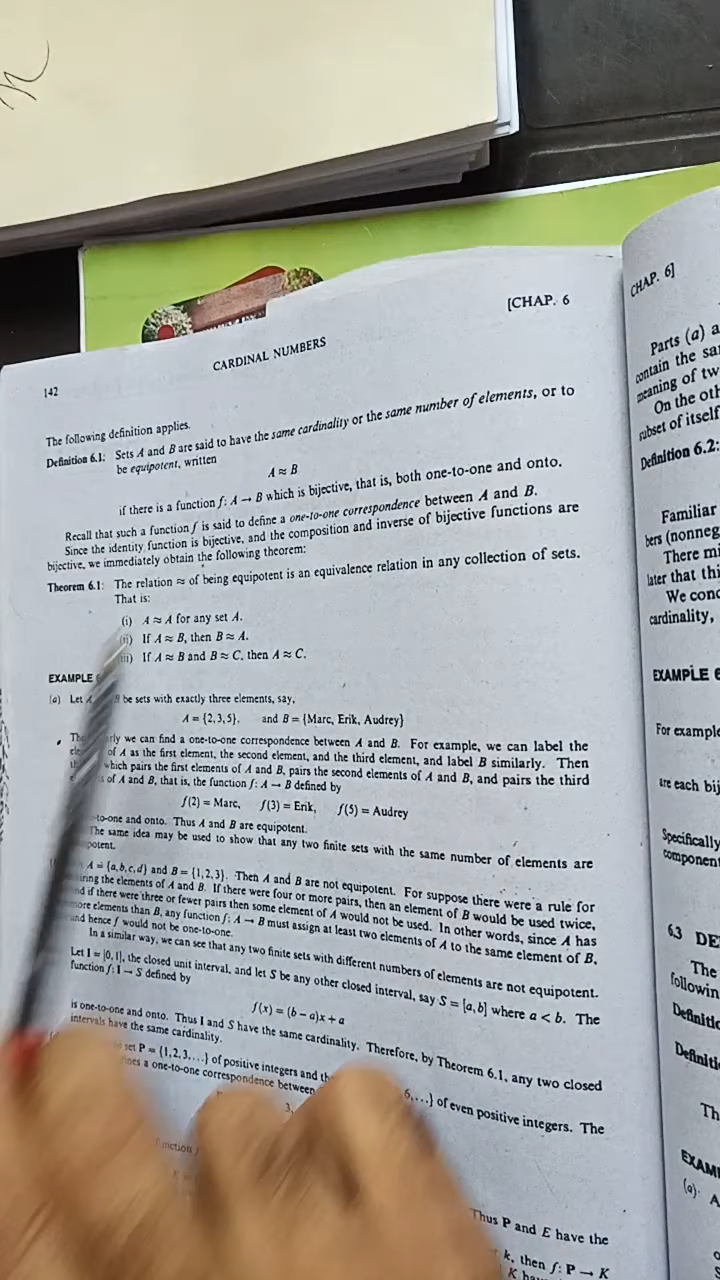 [CHAP. 6
CARDINAL NUMBERS
142
The following definition applies.
Definition 6.1: Sets A and B are said to have the same cardinality or the same number of elements, or to
be equipotent, written
A ≈ B
if there is a function f: A → B which is bijective, that is, both one-to-one and onto.
Recall that such a function f is said to define a one-to-one correspondence between A and B.
Since the identity function is bijective, and the composition and inverse of bijective functions are
bijective, we immediately obtain the following theorem:
Theorem 6.1: The relation ≈ of being equipotent is an equivalence relation in any collection of sets.
That is:
(i) A ≈ A for any set A.
(ii) If A ≈ B, then B ≈ A.
(iii) If A ≈ B and B ≈ C, then A ≈ C.
EXAMPLE
(a) Let A B be sets with exactly three elements, say,
A = {2, 3, 5}, and B = {Marc, Erik, Audrey}
we can find a one-to-one correspondence between A and B. For example, we can label the
of A as the first element, the second element, and the third element, and label B similarly. Then
which pairs the first elements of A and B, pairs the second elements of A and B, and pairs the third
of A and B, that is, the function f: A → B defined by
f(2) = Marc, f(3) = Erik, f(5) = Audrey
-to-one and onto. Thus A and B are equipotent.
The same idea may be used to show that any two finite sets with the same number of elements are
A = {a, b, c, d} and B = {1, 2, 3}. Then A and B are not equipotent. For suppose there were a rule for
the elements of A and B. If there were four or more pairs, then an element of B would be used twice,
if there were three or fewer pairs then some element of A would not be used. In other words, since A has
more elements than B, any function f: A → B must assign at least two elements of A to the same element of B,
and hence f would not be one-to-one.
In a similar way, we can see that any two finite sets with different numbers of elements are not equipotent.
Let I = [0, 1], the closed unit interval, and let S be any other closed interval, say S = [a, b] where a < b. The
function f: I → S defined by
f(x) = (b − a)x + a
is one-to-one and onto. Thus I and S have the same cardinality. Therefore, by Theorem 6.1, any two closed
intervals have the same cardinality.
set P = {1, 2, 3, ...} of positive integers and 6, ...} of even positive integers. The
a one-to-one correspondence between
3,
Thus P and E have the
k, then f: P → K
K
CHAP. 6]
Parts (a)
contain the
meaning of
On the
subset of itself
Definition 6.2:
Familiar
bers
There
later that
We
cardinality,
EXAMPLE
For example
are each
Specifically
component
6.3
The
EXAM
(a)